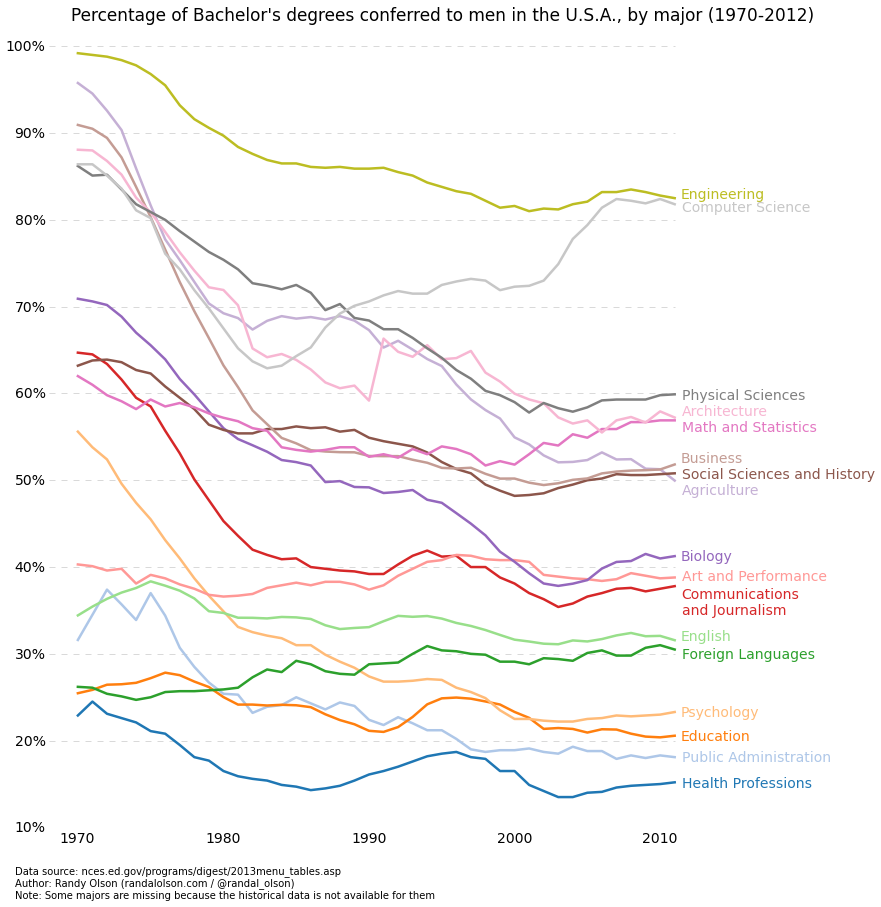 Percentage of Bachelor's degrees conferred to men in the U.S.A., by major (1970-2012)
100%
90%
80%
70%
60%
50%
40%
30%
20%
10%
Engineering
Computer Science
Physical Sciences
Architecture
Math and Statistics
Business
Social Sciences and History
Agriculture
Biology
Art and Performance
Communications
and Journalism
English
Foreign Languages
Psychology
Education
Public Administration
Health Professions
1970 1980 1990 2000 2010
Data source: nces.ed.gov/programs/digest/2013menu_tables.asp
Author: Randy Olson (randalolson.com / @randal_olson)
Note: Some majors are missing because the historical data is not available for them